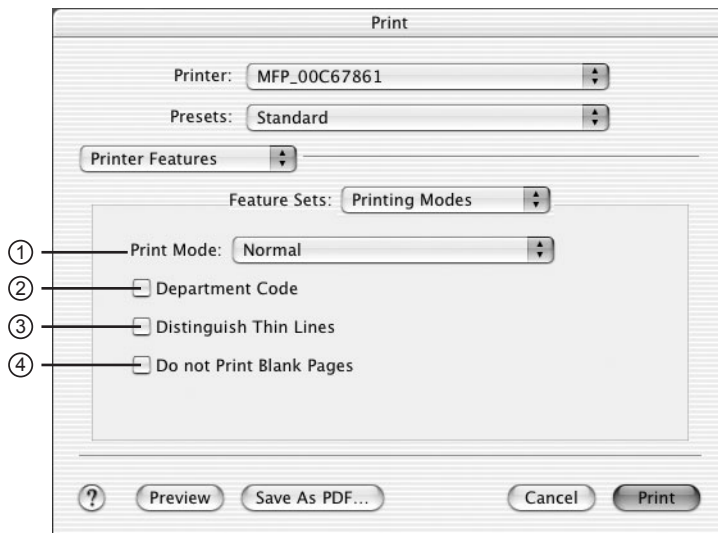 Print
Printer: MFP_00C67861
Presets: Standard
Printer Features
Feature Sets: Printing Modes
① Print Mode: Normal
② Department Code
③ Distinguish Thin Lines
④ Do not Print Blank Pages
? Preview Save As PDF... Cancel Print